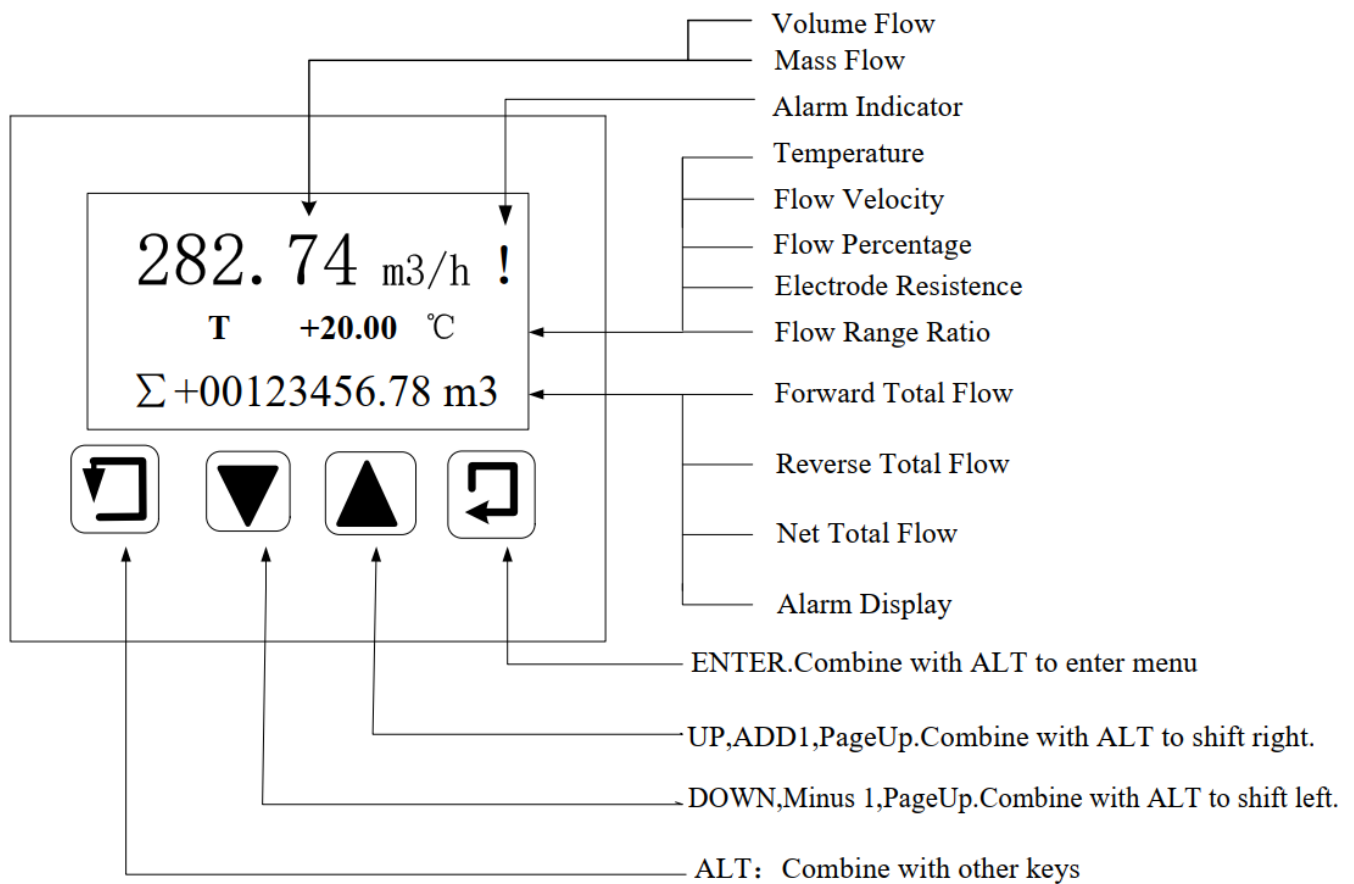 Volume Flow
Mass Flow
Alarm Indicator
Temperature
Flow Velocity
Flow Percentage
Electrode Resistence
Flow Range Ratio
Forward Total Flow
Reverse Total Flow
Net Total Flow
Alarm Display
282.74 m3/h !
T +20.00 ℃
∑+00123456.78 m3
ENTER.Combine with ALT to enter menu
UP,ADD1,PageUp.Combine with ALT to shift right.
DOWN,Minus 1,PageUp.Combine with ALT to shift left.
ALT：Combine with other keys